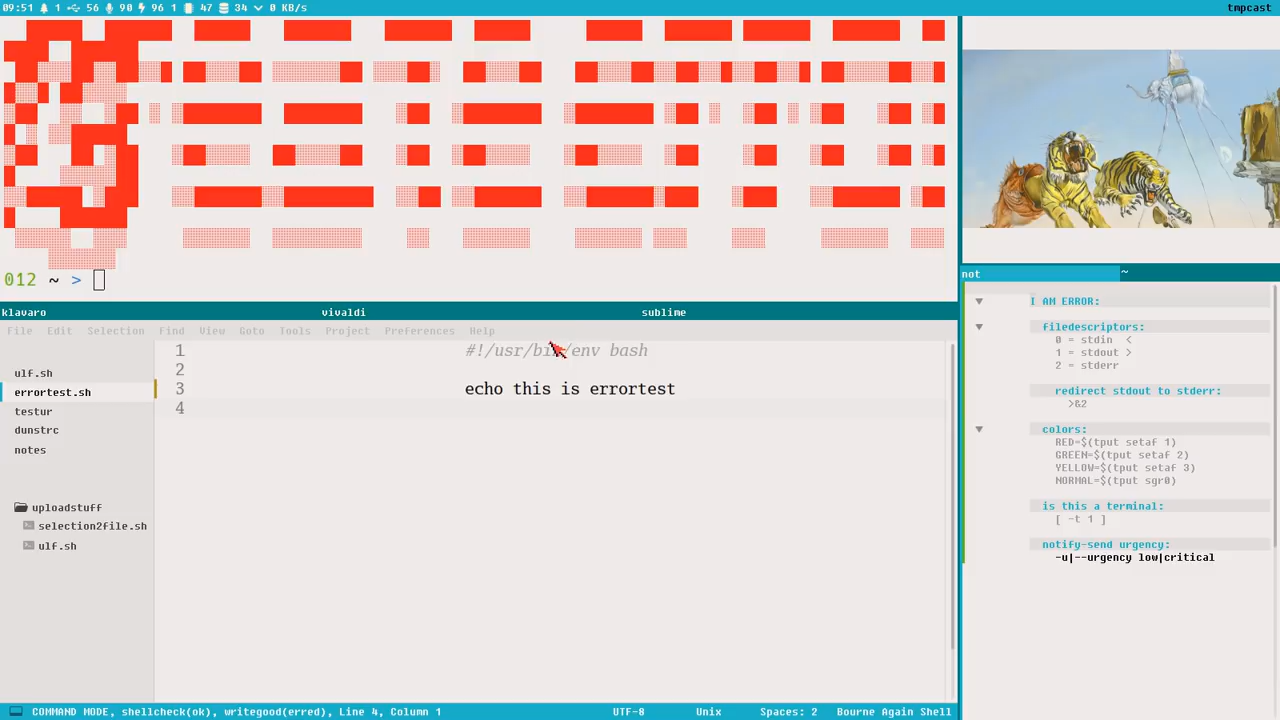 09:51 1 56 90 96 1 47 34 0 KB/s
tmpcast
012 ~ >
klavaro vivaldi sublime
File Edit Selection Find View Goto Tools Project Preferences Help
ulf.sh
errortest.sh
testur
dunstrc
notes
uploadstuff
selection2file.sh
ulf.sh
1 #!/usr/bin/env bash
2
3 echo this is errortest
4
COMMAND MODE, shellcheck(ok), writegood(erred), Line 4, Column 1 UTF-8 Unix Spaces: 2 Bourne Again Shell
not ~
I AM ERROR:
filedescriptors:
0 = stdin <
1 = stdout >
2 = stderr
redirect stdout to stderr:
>&2
colors:
RED=$(tput setaf 1)
GREEN=$(tput setaf 2)
YELLOW=$(tput setaf 3)
NORMAL=$(tput sgr0)
is this a terminal:
[ -t 1 ]
notify-send urgency:
-u|--urgency low|critical